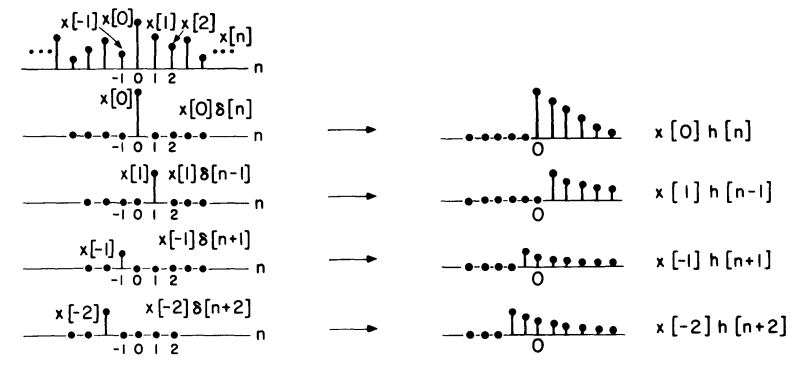 x[-1] x[0] x[1] x[2] x[n]
... ...
-1 0 1 2 n
x[0] x[0]δ[n]
-1 0 1 2 n
0
x[0]h[n]
x[1] x[1]δ[n-1]
-1 0 1 2 n
0
x[1]h[n-1]
x[-1] x[-1]δ[n+1]
-1 0 1 2 n
0
x[-1]h[n+1]
x[-2] x[-2]δ[n+2]
-1 0 1 2 n
0
x[-2]h[n+2]